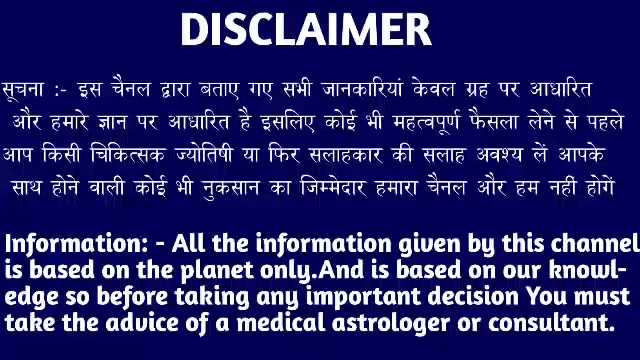 DISCLAIMER
सूचना :- इस चैनल द्वारा बताए गए सभी जानकारियां केवल ग्रह पर आधारित
और हमारे ज्ञान पर आधारित है इसलिए कोई भी महत्वपूर्ण फैसला लेने से पहले
आप किसी चिकित्सक ज्योतिषी या फिर सलाहकार की सलाह अवश्य लें आपके
साथ होने वाली कोई भी नुकसान का जिम्मेदार हमारा चैनल और हम नहीं होगें
Information: - All the information given by this channel
is based on the planet only.And is based on our knowl-
edge so before taking any important decision You must
take the advice of a medical astrologer or consultant.